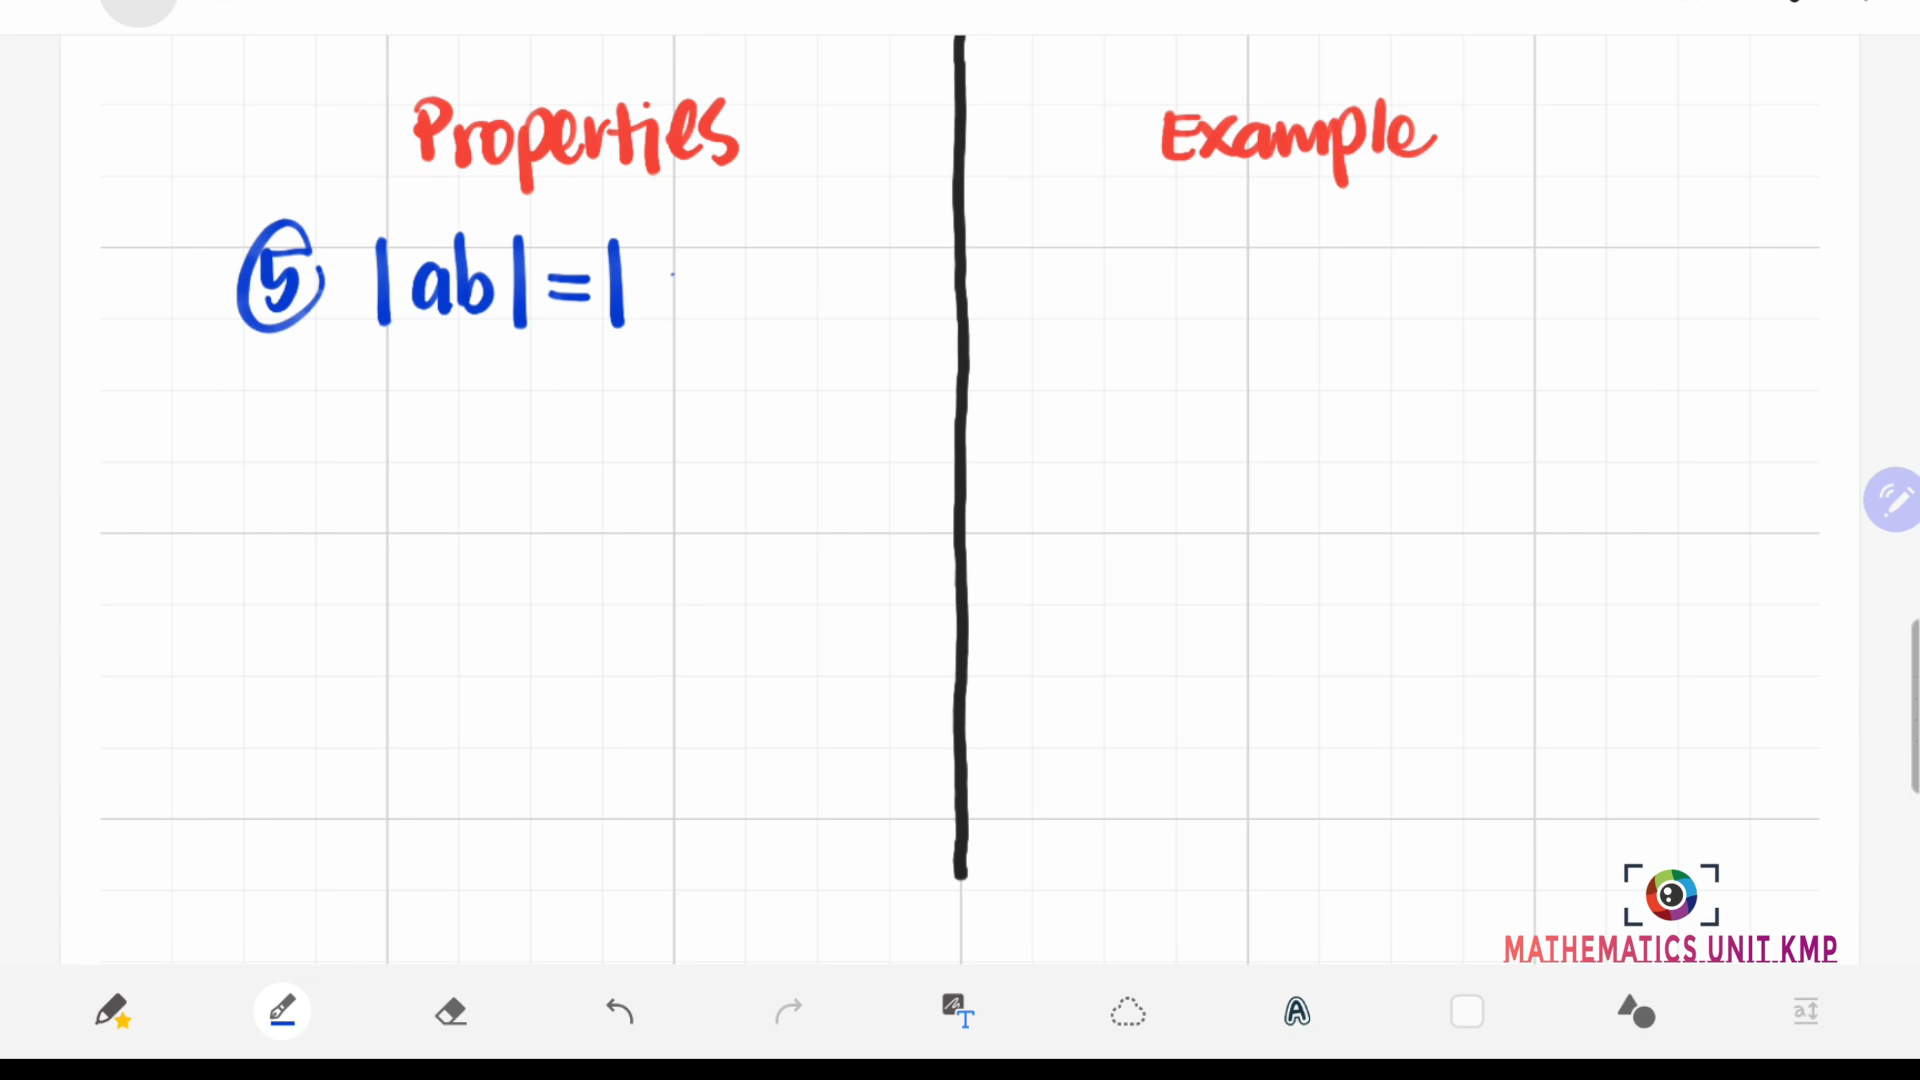 Properties
Example
⑤ |ab|=|
MATHEMATICS UNIT KMP